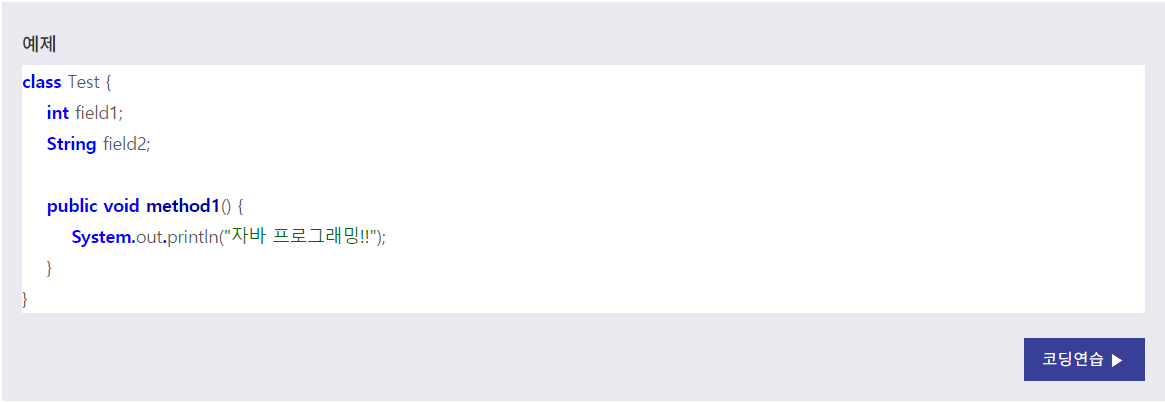 예제
class Test {
int field1;
String field2;
public void method1() {
System.out.println("자바 프로그래밍!!");
}
}
코딩연습 ▶